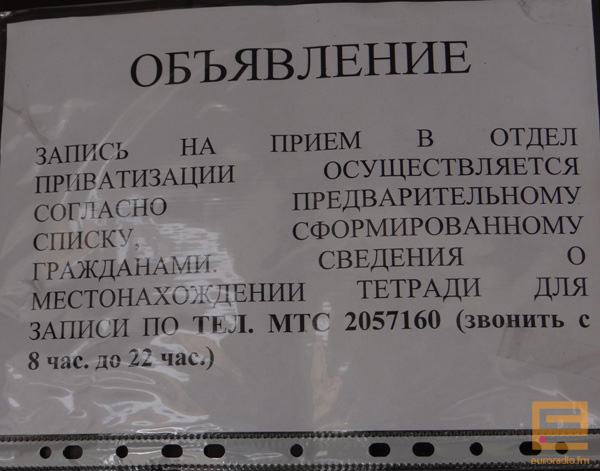 ОБЪЯВЛЕНИЕ
ЗАПИСЬ НА ПРИЕМ В ОТДЕЛ
ПРИВАТИЗАЦИИ ОСУЩЕСТВЛЯЕТСЯ
СОГЛАСНО ПРЕДВАРИТЕЛЬНОМУ
СПИСКУ, СФОРМИРОВАННОМУ
ГРАЖДАНАМИ. СВЕДЕНИЯ О
МЕСТОНАХОЖДЕНИИ ТЕТРАДИ ДЛЯ
ЗАПИСИ ПО ТЕЛ. МТС 2057160 (звонить с
8 час. до 22 час.)
euroradio.fm